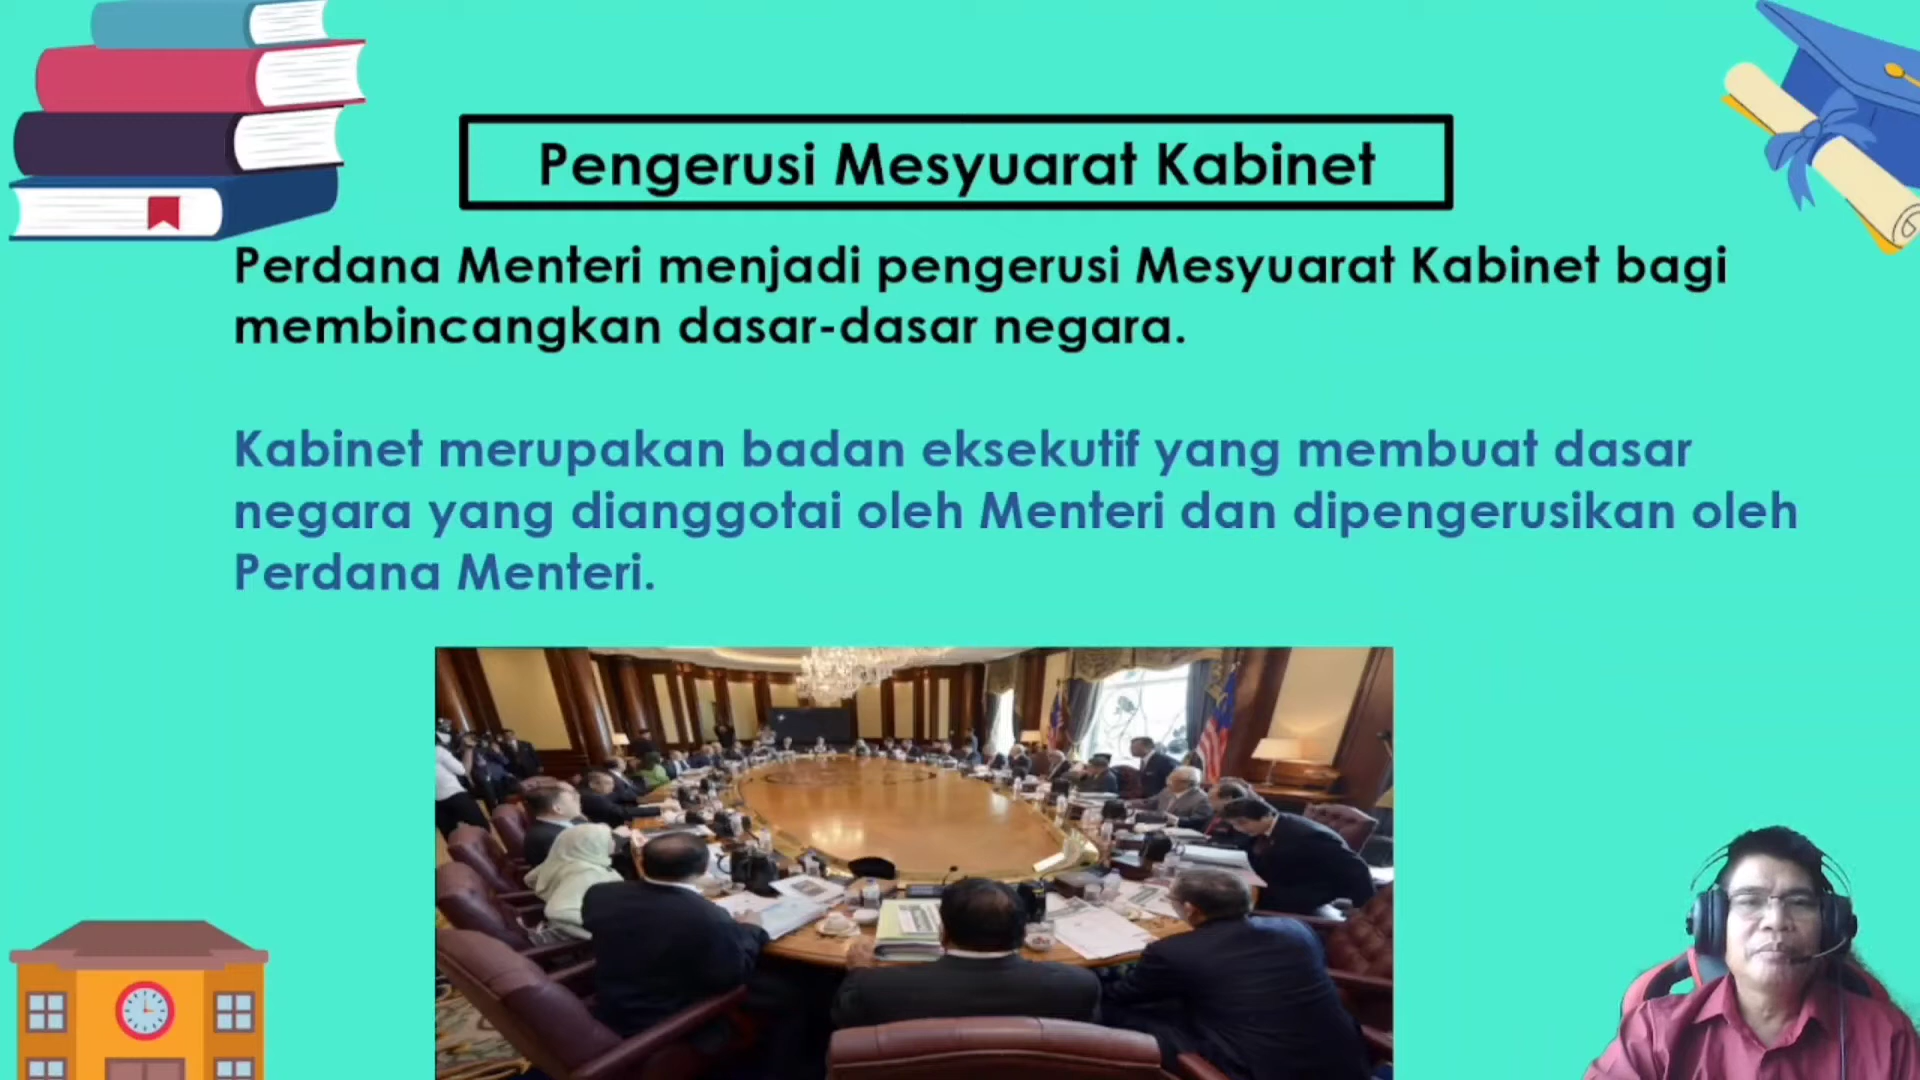 Pengerusi Mesyuarat Kabinet
Perdana Menteri menjadi pengerusi Mesyuarat Kabinet bagi
membincangkan dasar-dasar negara.
Kabinet merupakan badan eksekutif yang membuat dasar
negara yang dianggotai oleh Menteri dan dipengerusikan oleh
Perdana Menteri.